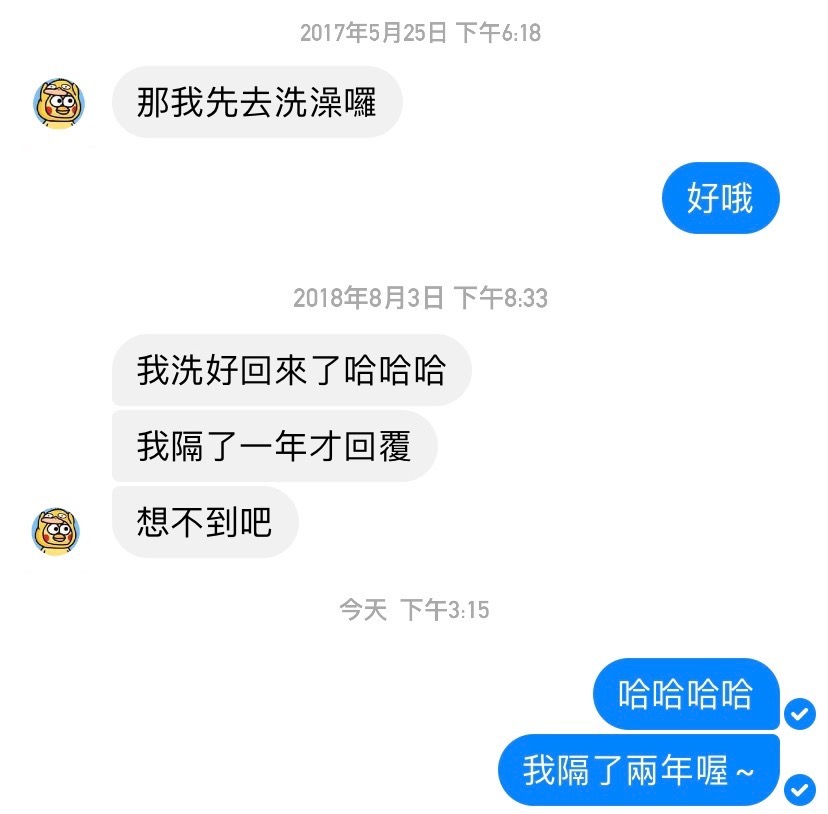 2017年5月25日 下午6:18
那我先去洗澡囉
好哦
2018年8月3日 下午8:33
我洗好回來了哈哈哈
我隔了一年才回覆
想不到吧
今天 下午3:15
哈哈哈哈
我隔了兩年喔~